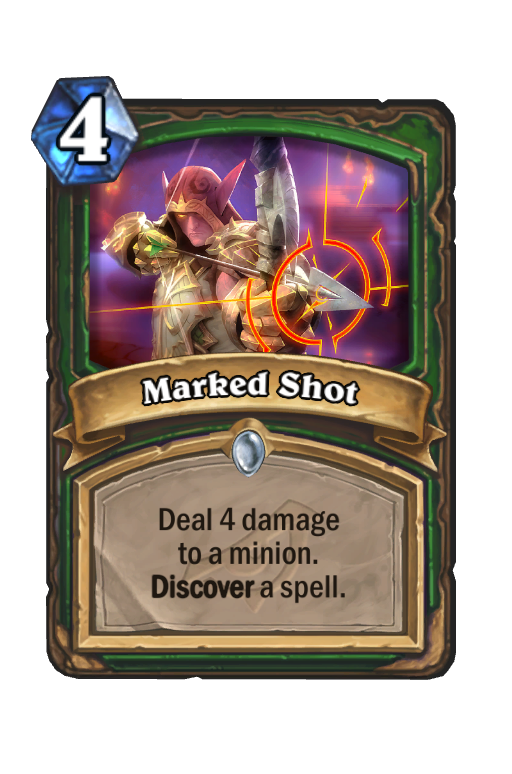 4
Marked Shot
Deal 4 damage
to a minion.
Discover a spell.